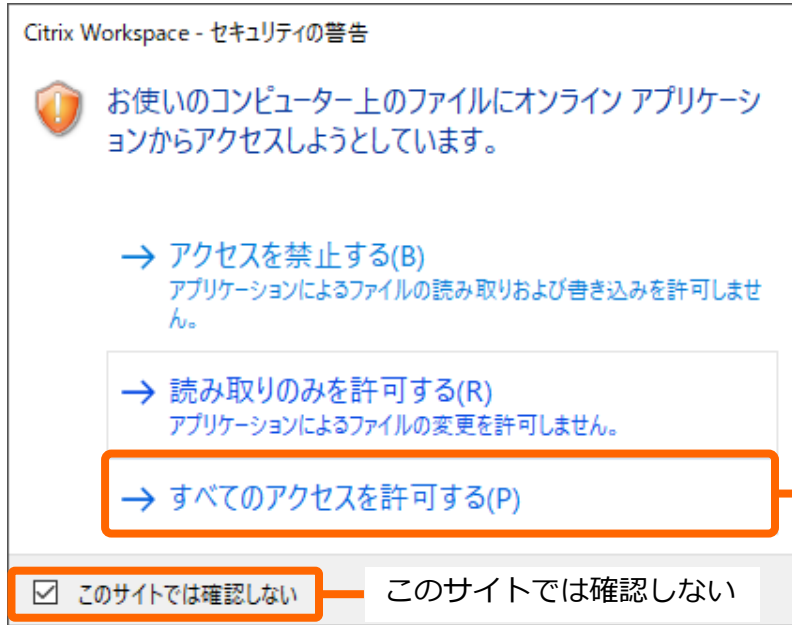 Citrix Workspace - セキュリティの警告
お使いのコンピューター上のファイルにオンライン アプリケーシ
ョンからアクセスしようとしています。
→ アクセスを禁止する(B)
アプリケーションによるファイルの読み取りおよび書き込みを許可しませ
ん。
→ 読み取りのみを許可する(R)
アプリケーションによるファイルの変更を許可しません。
→ すべてのアクセスを許可する(P)
このサイトでは確認しない
このサイトでは確認しない